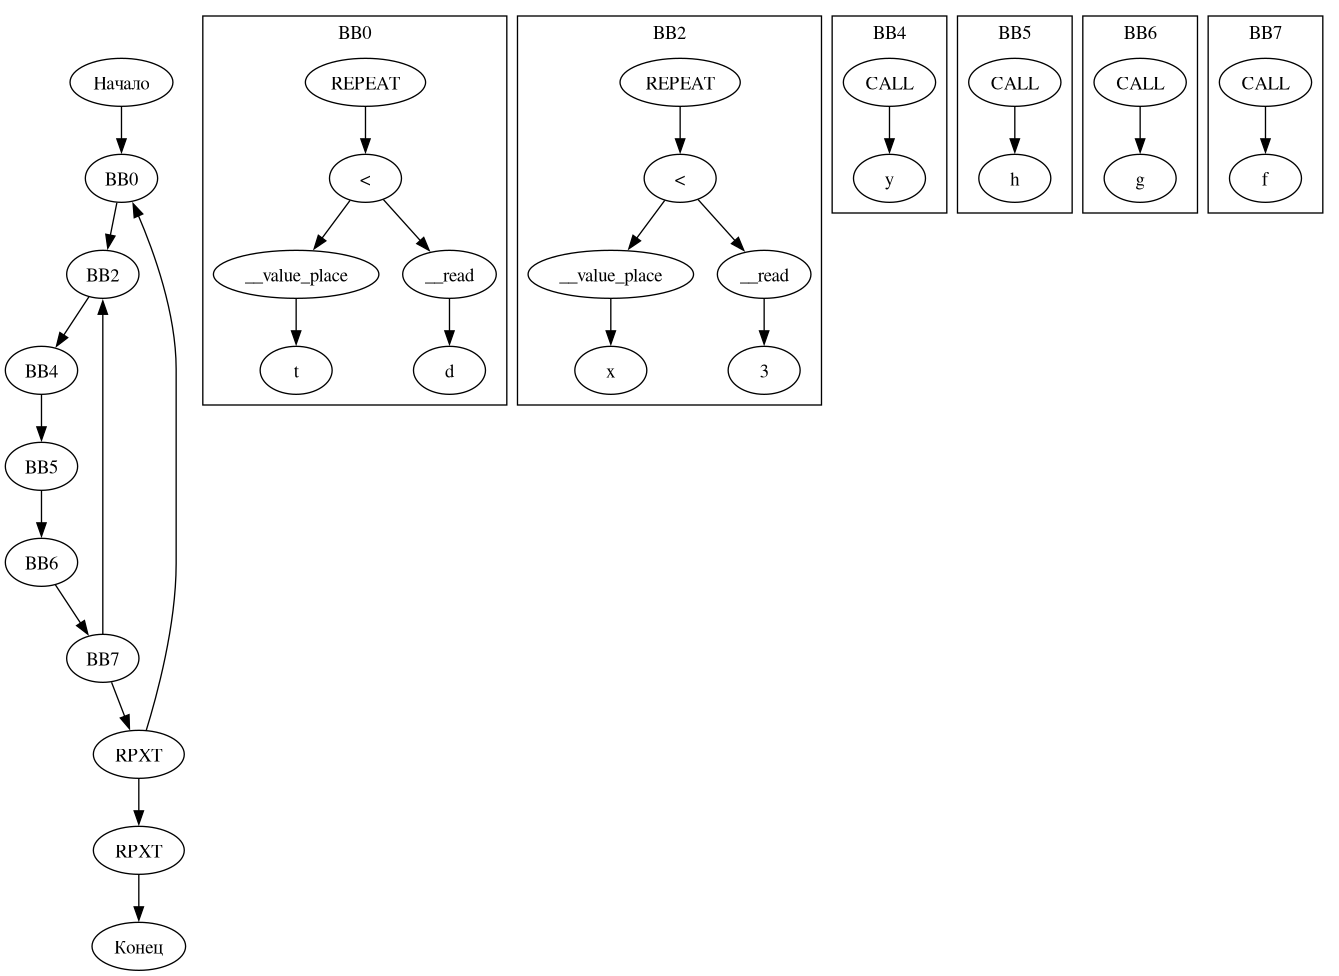 Начало
BB0
BB2
BB4
BB5
BB6
BB7
RPXT
RPXT
Конец
BB0
REPEAT
<
__value_place
__read
t
d
BB2
REPEAT
<
__value_place
__read
x
3
BB4
CALL
y
BB5
CALL
h
BB6
CALL
g
BB7
CALL
f